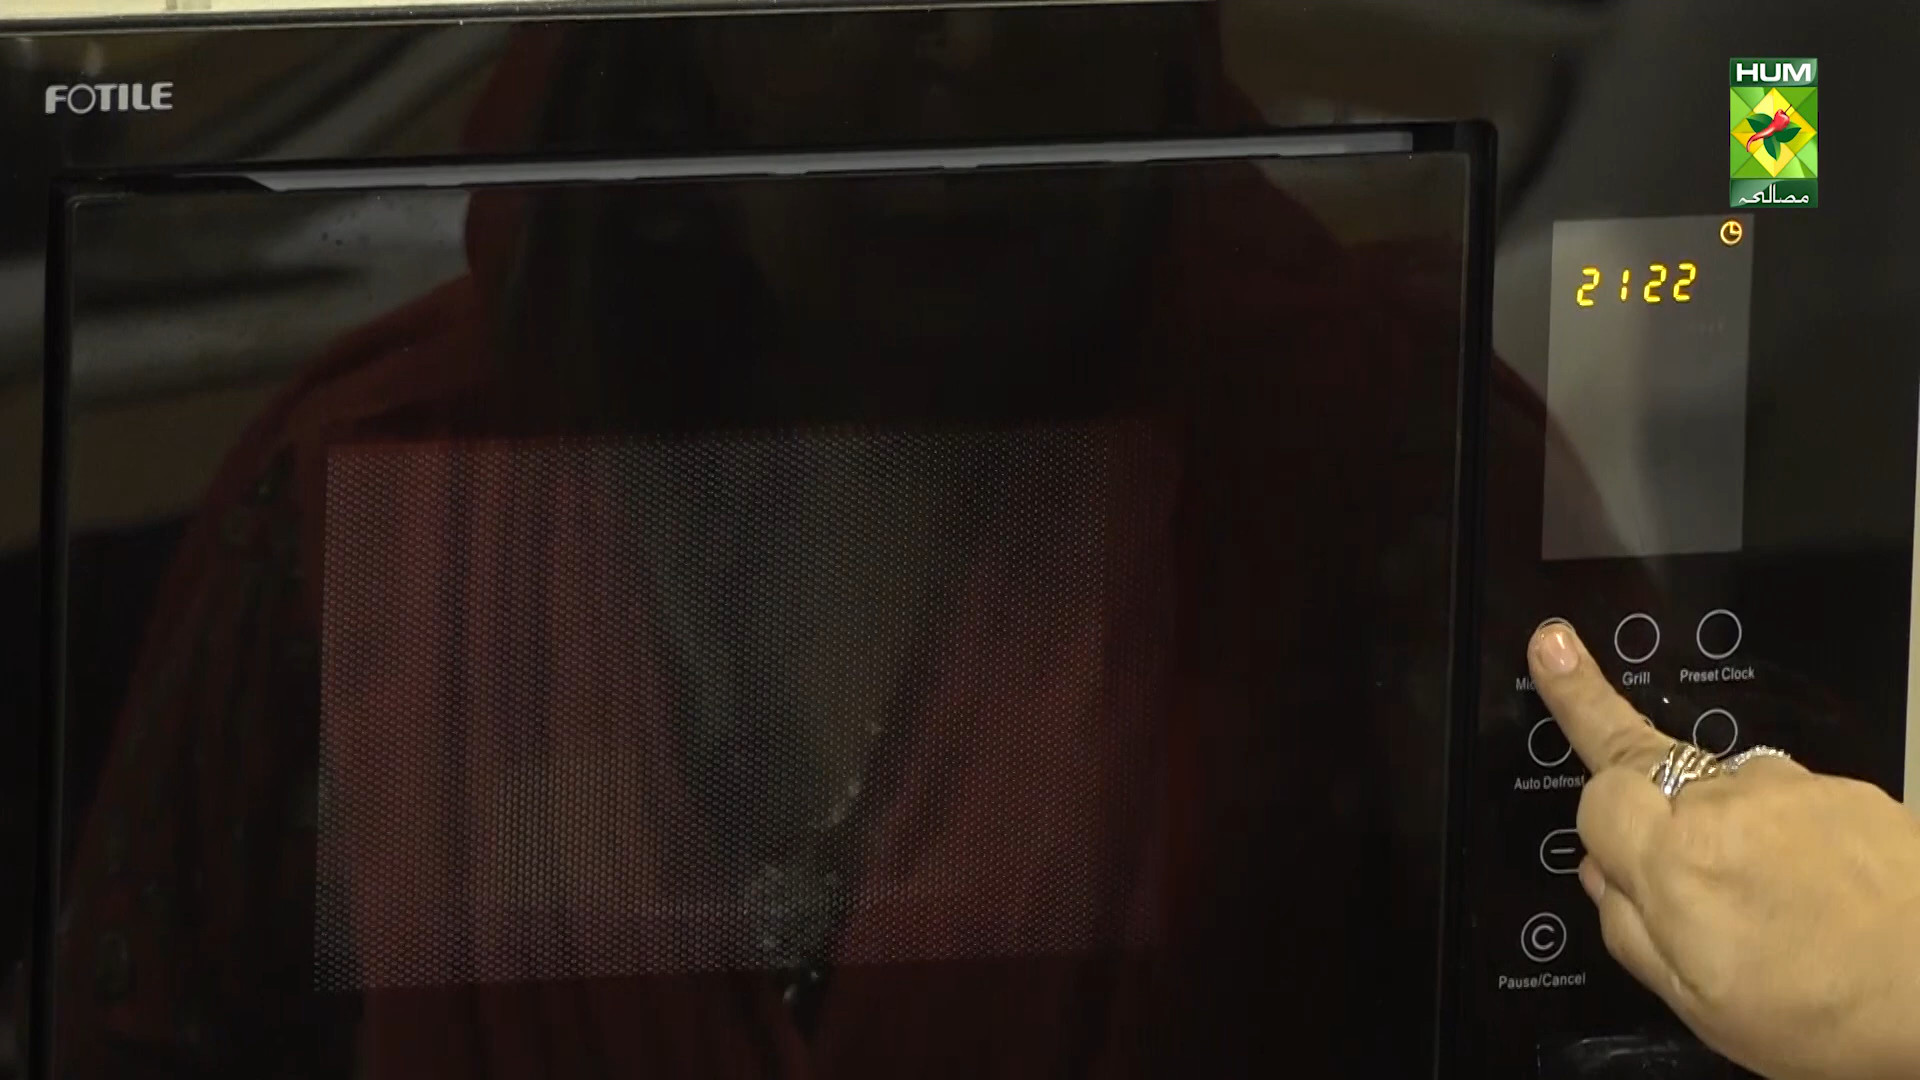 FOTILE
HUM
مصالحہ
2122
Grill
Preset Clock
Auto Defrost
Pause/Cancel